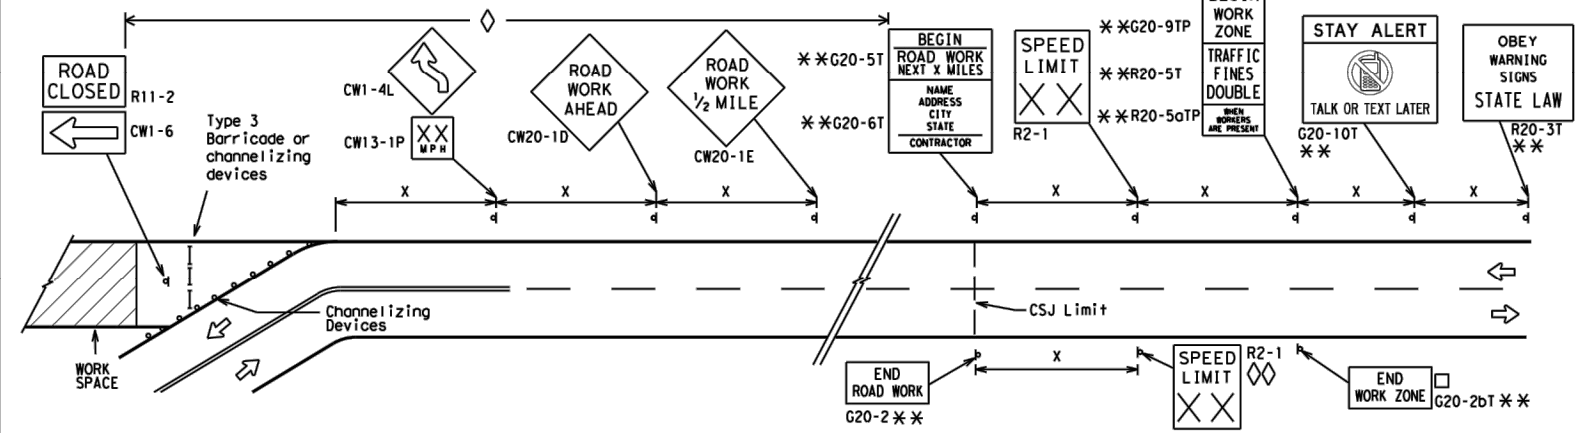 ROAD
CLOSED
R11-2
CW1-6
Type 3
Barricade or
channelizing
devices
CW1-4L
CW13-1P
XX
MPH
ROAD
WORK
AHEAD
CW20-1D
ROAD
WORK
1/2 MILE
CW20-1E
**G20-5T
**G20-6T
BEGIN
ROAD WORK
NEXT X MILES
NAME
ADDRESS
CITY
STATE
CONTRACTOR
SPEED
LIMIT
XX
R2-1
**G20-9TP
**R20-5T
**R20-5aTP
BEGIN
WORK
ZONE
TRAFFIC
FINES
DOUBLE
WHEN
WORKERS
ARE PRESENT
STAY ALERT
TALK OR TEXT LATER
G20-10T
**
OBEY
WARNING
SIGNS
STATE LAW
R20-3T
**
X
X
X
X
X
X
X
Channelizing
Devices
WORK
SPACE
CSJ Limit
END
ROAD WORK
G20-2 **
X
SPEED
LIMIT
XX
R2-1
END
WORK ZONE
G20-2bT **